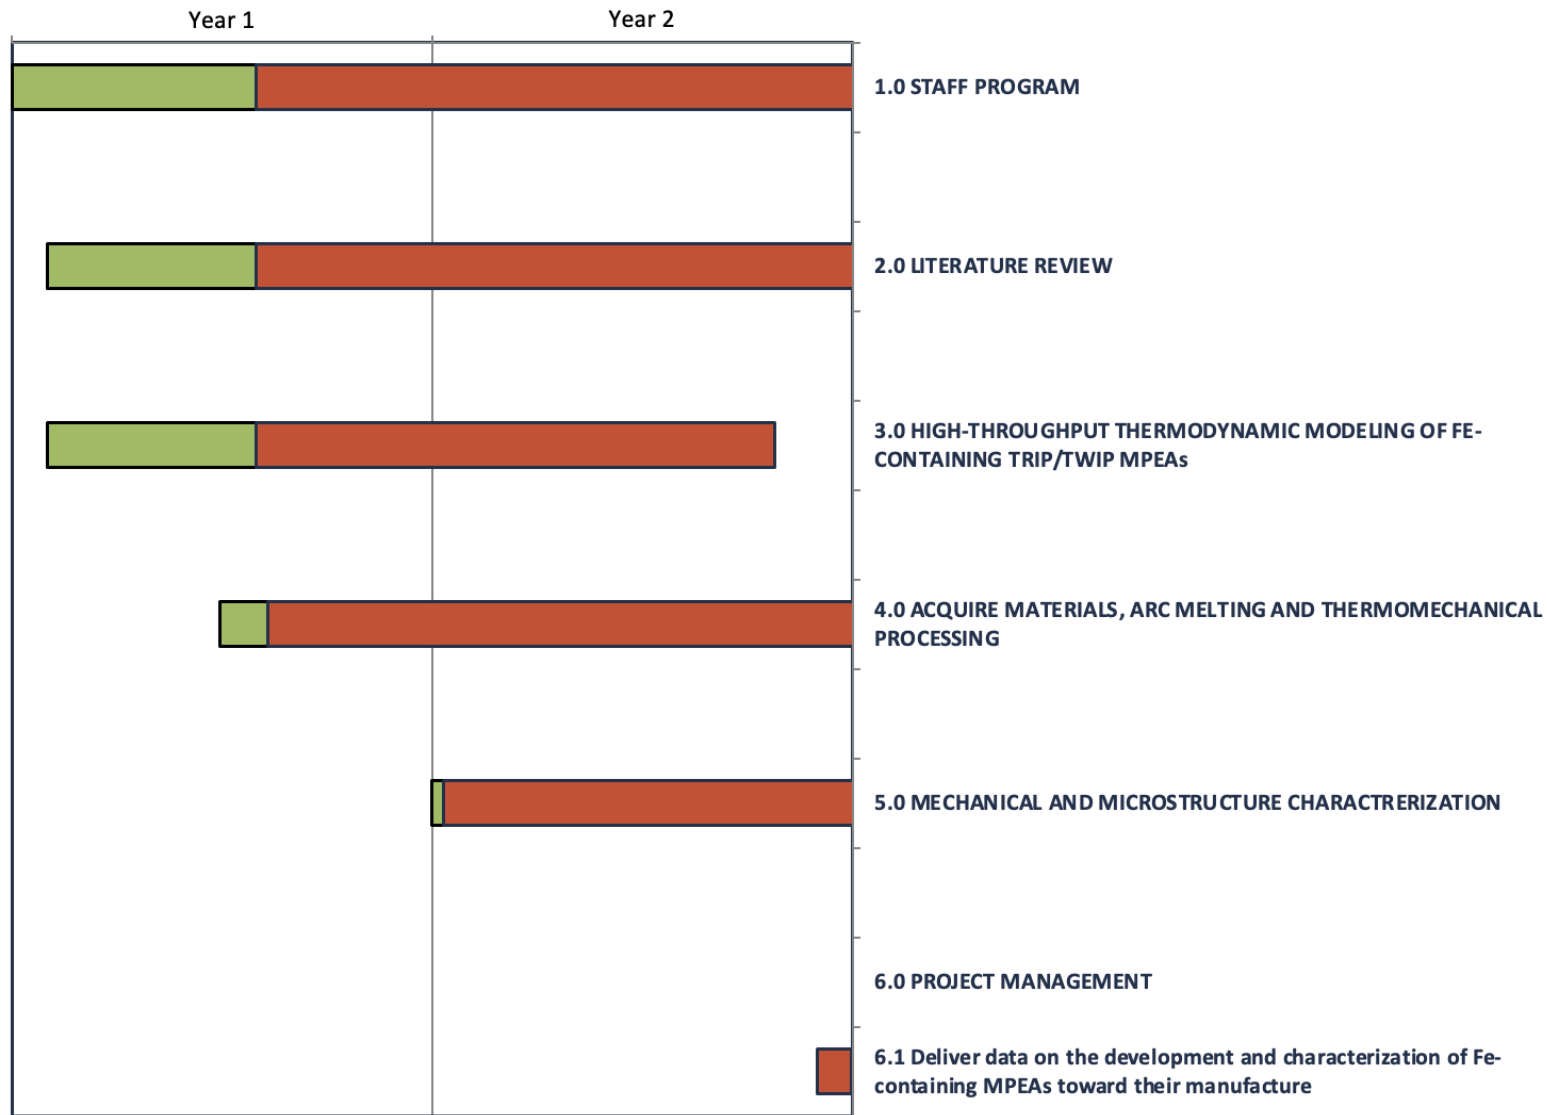 Year 1
Year 2
1.0 STAFF PROGRAM
2.0 LITERATURE REVIEW
3.0 HIGH-THROUGHPUT THERMODYNAMIC MODELING OF FE-
CONTAINING TRIP/TWIP MPEAs
4.0 ACQUIRE MATERIALS, ARC MELTING AND THERMOMECHANICAL
PROCESSING
5.0 MECHANICAL AND MICROSTRUCTURE CHARACTRERIZATION
6.0 PROJECT MANAGEMENT
6.1 Deliver data on the development and characterization of Fe-
containing MPEAs toward their manufacture